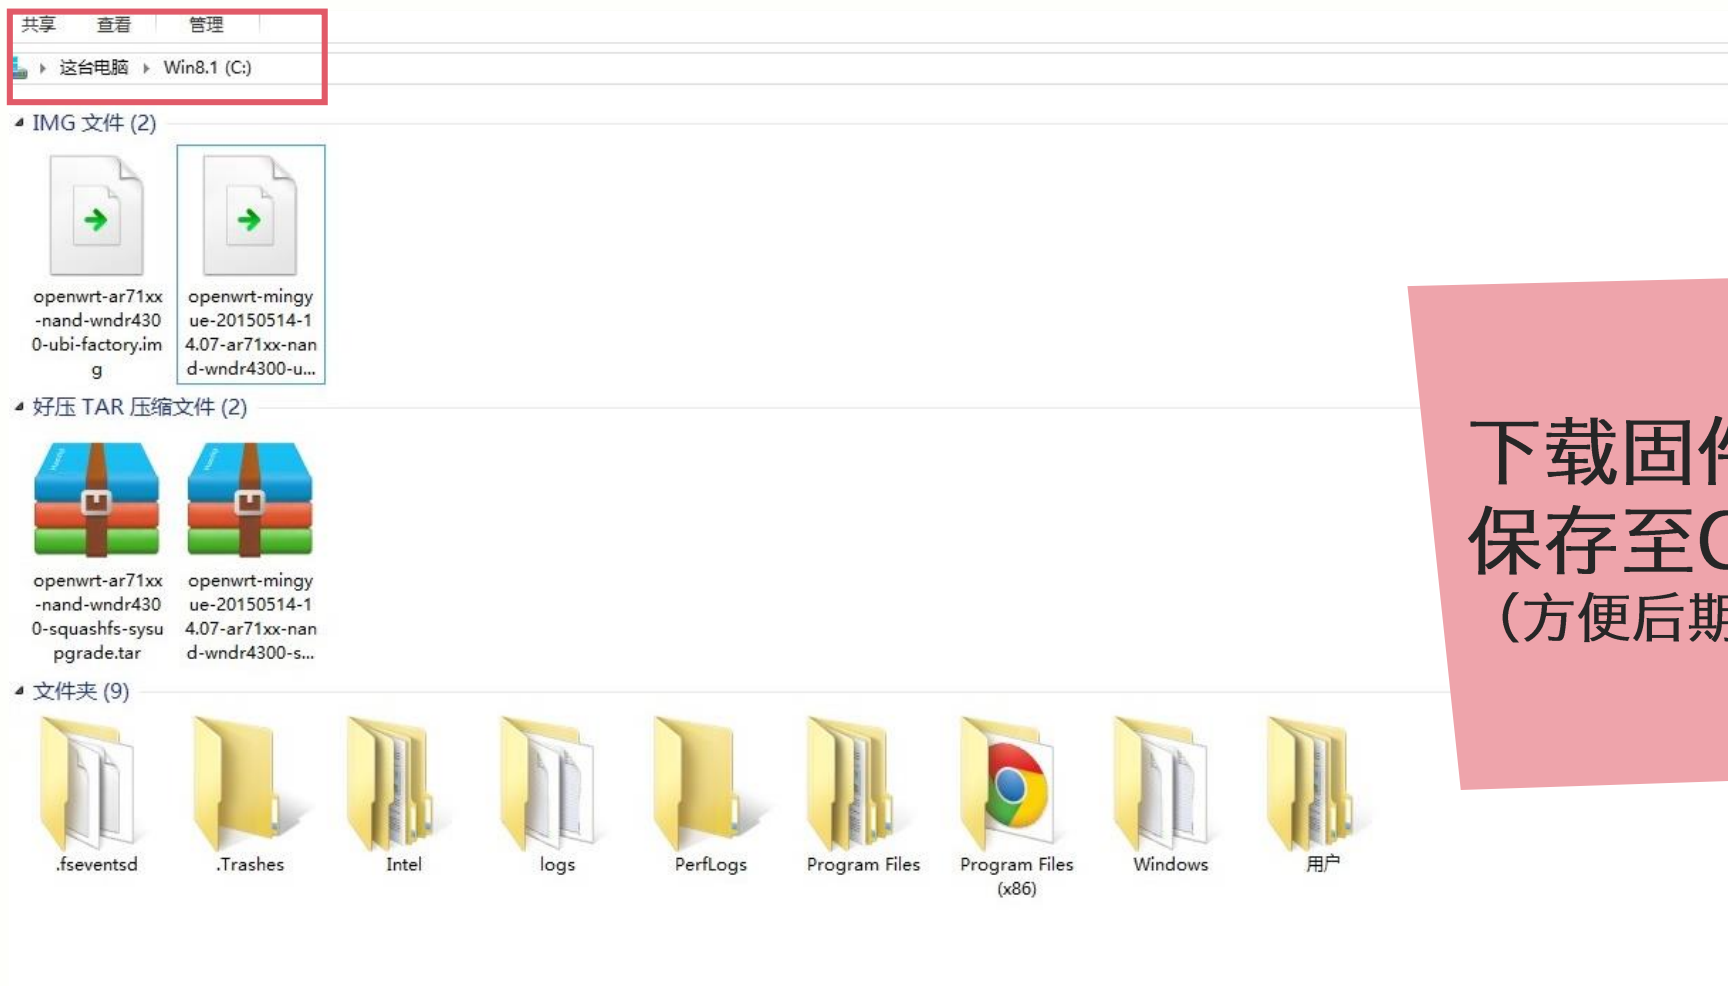 共享 查看 管理
这台电脑 Win8.1 (C:)
IMG 文件 (2)
openwrt-ar71xx
-nand-wndr430
0-ubi-factory.im
g
openwrt-mingy
ue-20150514-1
4.07-ar71xx-nan
d-wndr4300-u...
好压 TAR 压缩文件 (2)
openwrt-ar71xx
-nand-wndr430
0-squashfs-sysu
pgrade.tar
openwrt-mingy
ue-20150514-1
4.07-ar71xx-nan
d-wndr4300-s...
文件夹 (9)
.fseventsd
.Trashes
Intel
logs
PerfLogs
Program Files
Program Files
(x86)
Windows
用户
下载固件
保存至C
（方便后期